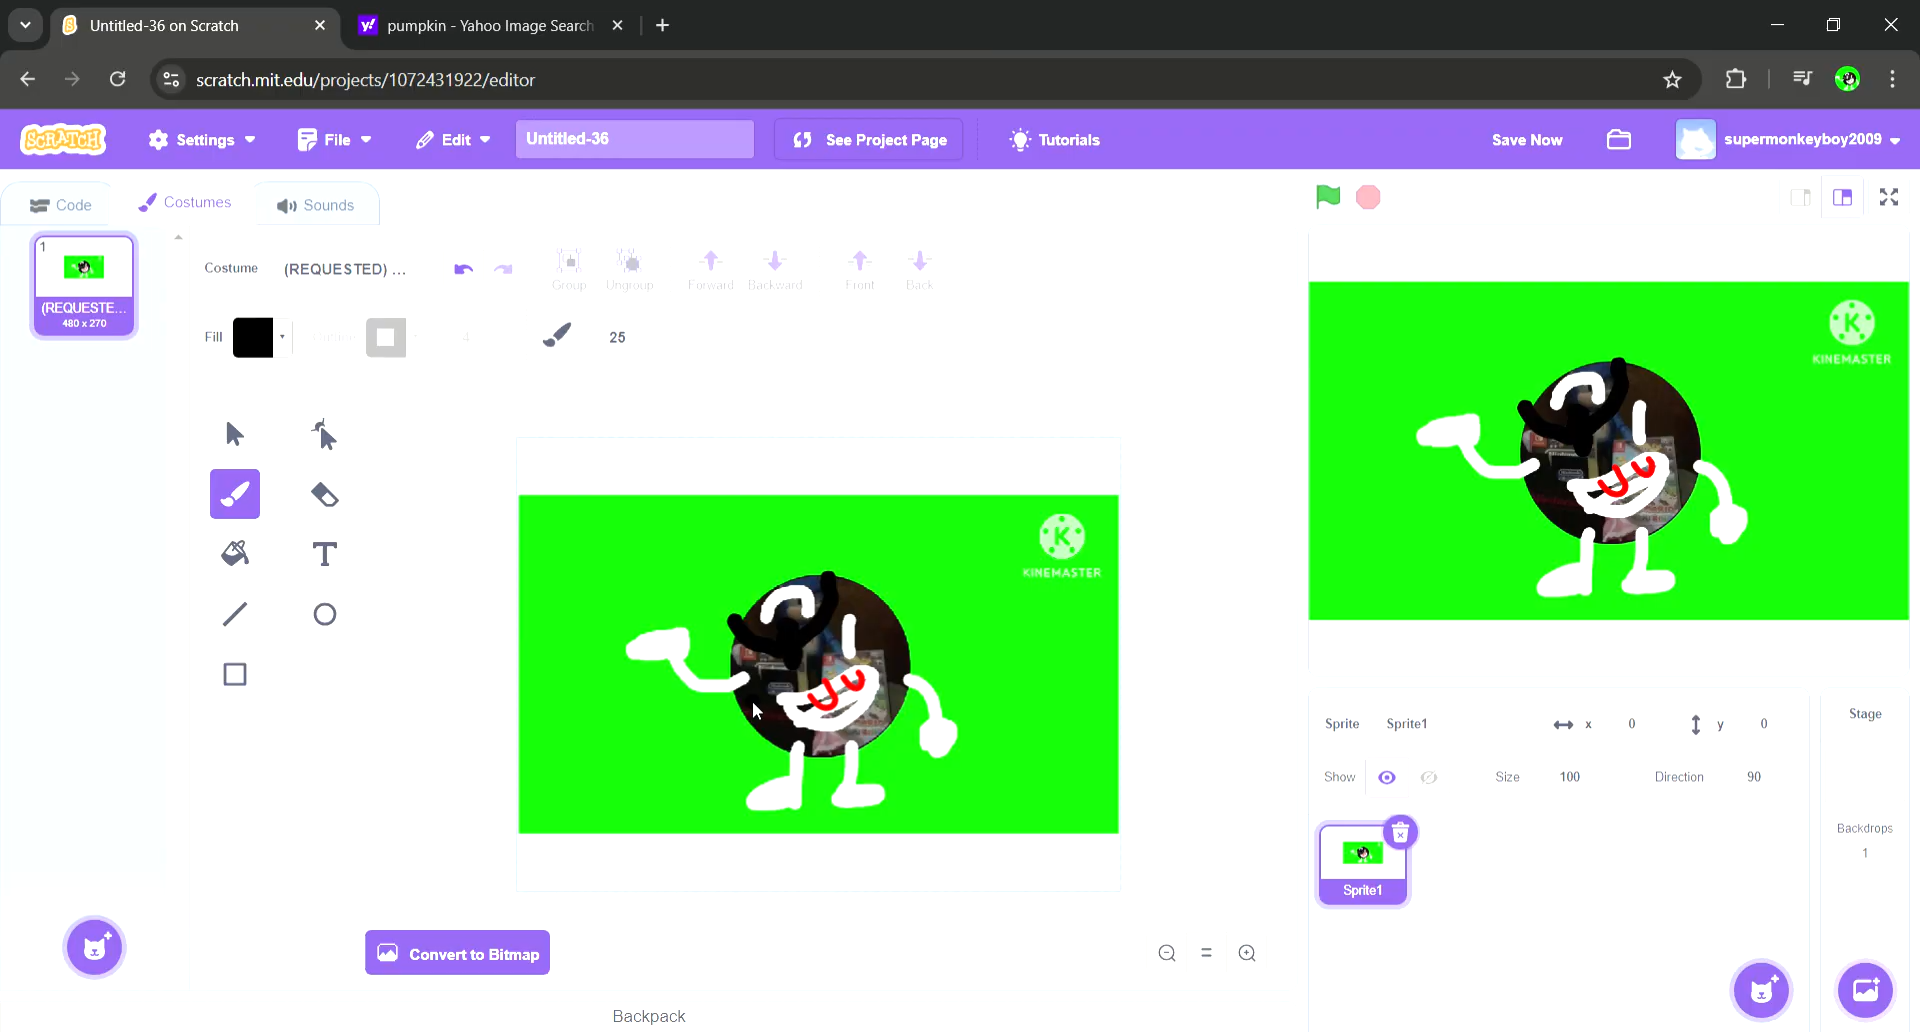 Untitled-36 on Scratch
pumpkin - Yahoo Image Search
scratch.mit.edu/projects/1072431922/editor
SCRATCH
Settings
File
Edit
Untitled-36
See Project Page
Tutorials
Save Now
supermonkeyboy2009
Code
Costumes
Sounds
1
(REQUESTE...
480 x 270
Costume
(REQUESTED) ...
Group
Ungroup
Forward
Backward
Front
Back
Fill
4
25
K
KINEMASTER
K
KINEMASTER
Convert to Bitmap
Backpack
Sprite
Sprite1
x
0
y
0
Show
Size
100
Direction
90
Sprite1
Stage
Backdrops
1